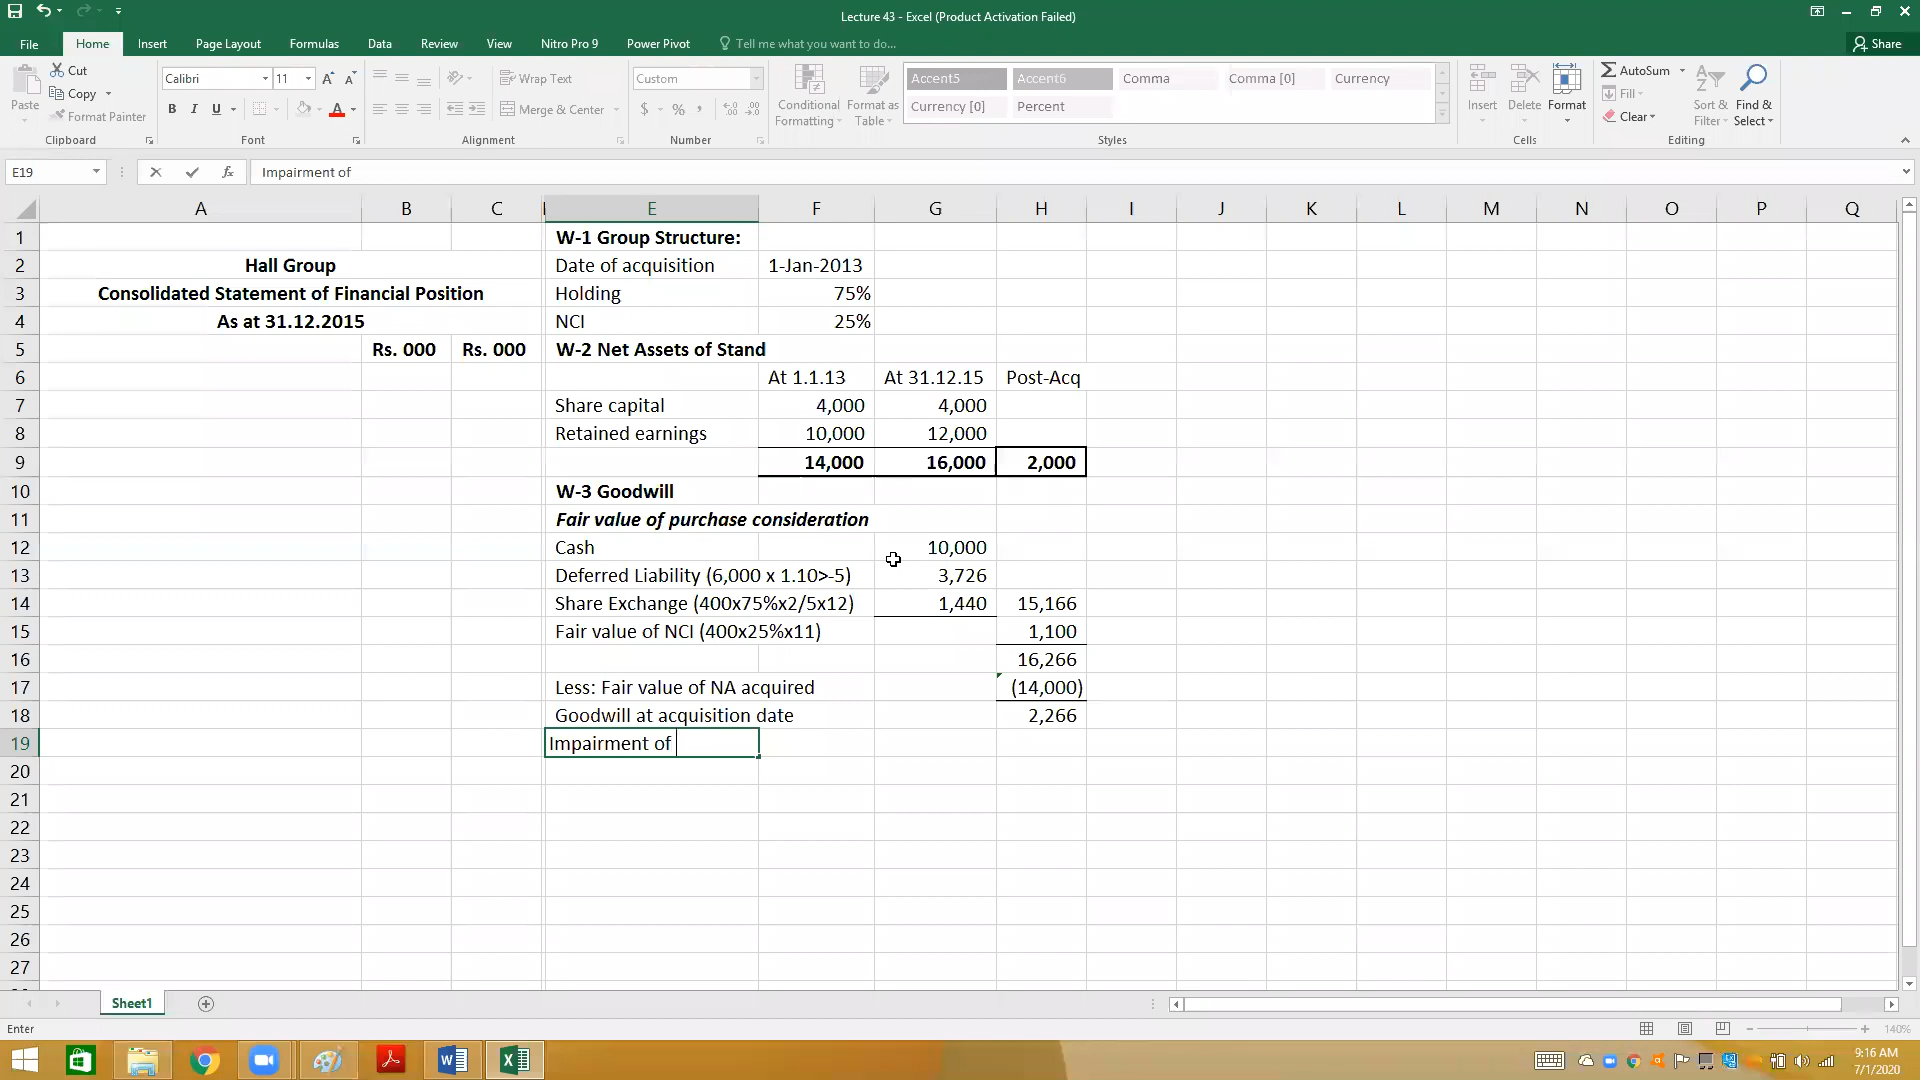 Lecture 43 - Excel (Product Activation Failed)
File Home Insert Page Layout Formulas Data Review View Nitro Pro 9 Power Pivot Tell me what you want to do... Share
Paste Cut Copy Format Painter
Calibri 11
B I U A
Wrap Text
Merge & Center
Custom
$ % ,
Conditional Formatting Format as Table
Accent5 Accent6 Comma Comma [0] Currency
Currency [0] Percent
Insert Delete Format
AutoSum
Fill
Clear
Sort & Filter Find & Select
Clipboard Font Alignment Number Styles Cells Editing
E19 fx Impairment of
A B C E F G H I J K L M N O P Q
1 W-1 Group Structure:
2 Hall Group Date of acquisition 1-Jan-2013
3 Consolidated Statement of Financial Position Holding 75%
4 As at 31.12.2015 NCI 25%
5 Rs. 000 Rs. 000 W-2 Net Assets of Stand
6 At 1.1.13 At 31.12.15 Post-Acq
7 Share capital 4,000 4,000
8 Retained earnings 10,000 12,000
9 14,000 16,000 2,000
10 W-3 Goodwill
11 Fair value of purchase consideration
12 Cash 10,000
13 Deferred Liability (6,000 x 1.10>-5) 3,726
14 Share Exchange (400x75%x2/5x12) 1,440 15,166
15 Fair value of NCI (400x25%x11) 1,100
16 16,266
17 Less: Fair value of NA acquired (14,000)
18 Goodwill at acquisition date 2,266
19 Impairment of
20
21
22
23
24
25
26
27
Sheet1
Enter 140%
9:16 AM
7/1/2020